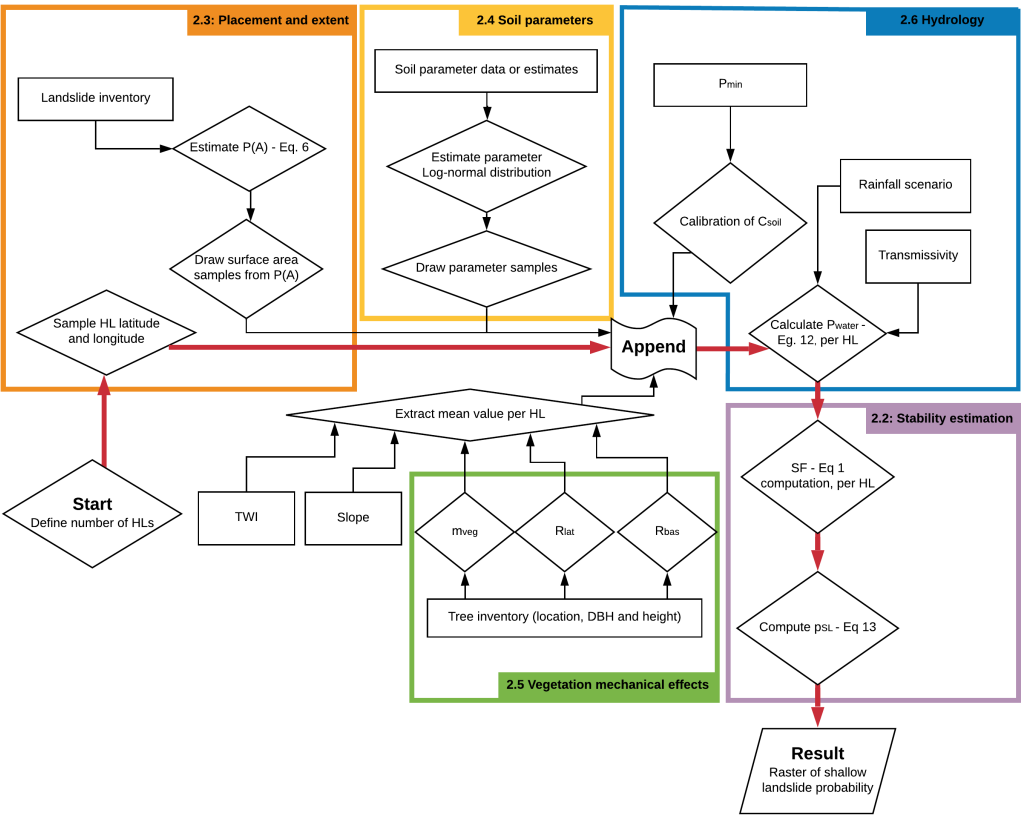 2.3: Placement and extent
Landslide inventory
Estimate P(A) - Eq. 6
Draw surface area
samples from P(A)
Sample HL latitude
and longitude
Start
Define number of HLs
2.4 Soil parameters
Soil parameter data or estimates
Estimate parameter
Log-normal distribution
Draw parameter samples
2.6 Hydrology
Pmin
Calibration of Csoil
Rainfall scenario
Transmissivity
Calculate Pwater -
Eg. 12, per HL
Append
Extract mean value per HL
TWI
Slope
mveg
Rlat
Rbas
Tree inventory (location, DBH and height)
2.5 Vegetation mechanical effects
2.2: Stability estimation
SF - Eq 1
computation, per HL
Compute pSL - Eq 13
Result
Raster of shallow
landslide probability